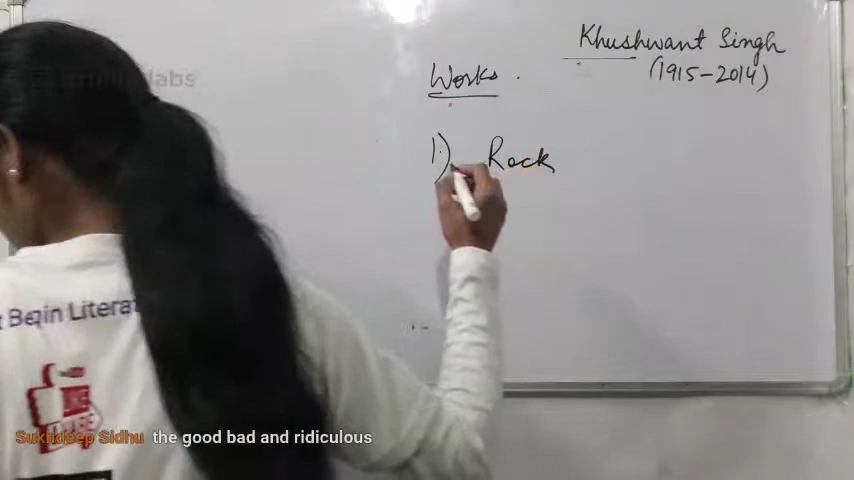 Khushwant Singh
(1915-2014)
Works.
1.) Rock
Begin Literat
Sukhdeep Sidhu the good bad and ridiculous